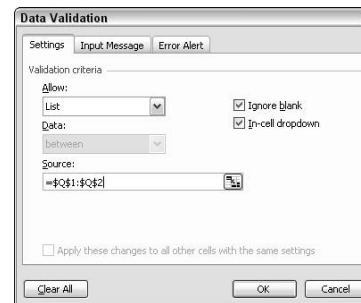 Data Validation
Settings
Input Message
Error Alert
Validation criteria
Allow:
List
Ignore blank
In-cell dropdown
Data:
between
Source:
=$Q$1:$Q$2
Apply these changes to all other cells with the same settings
Clear All
OK
Cancel